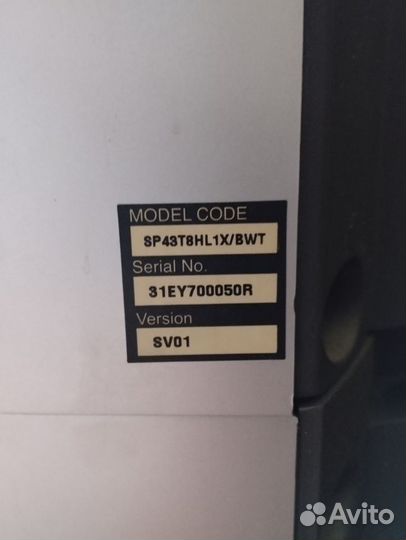 MODEL CODE
SP43T8HL1X/BWT
Serial No.
31EY700050R
Version
SV01
Avito